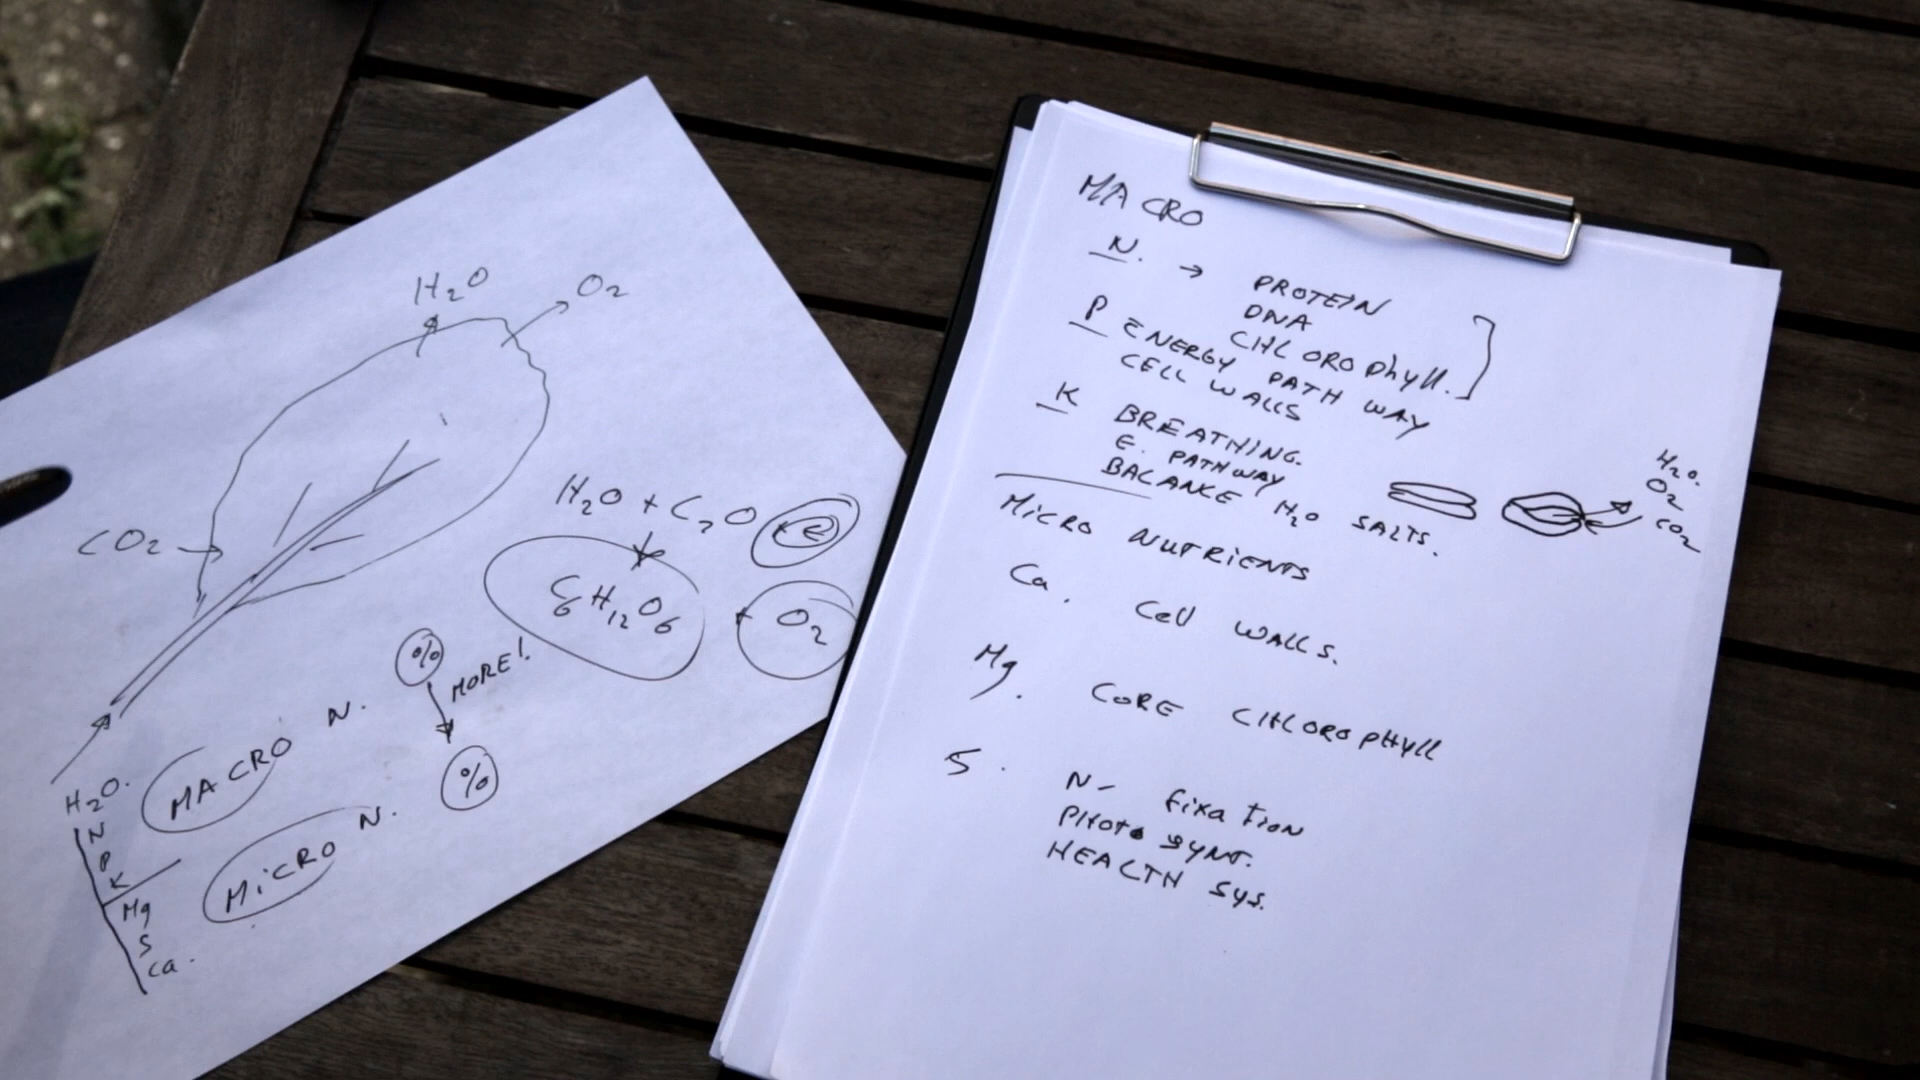 H2O
O2
CO2
H2O + C2O
C6H12O6 + O2
%
MORE!
MACRO N.
%
MiCRO N.
H2O.
N
P
K
Mg
S
Ca.
MACRO
N. → PROTEIN
DNA
CHLOROPhyll.
P ENERGY PATH WAY
CELL WALLS
K BREATHING.
E. PATHWAY
BALANKE H2O SALTS.
H2O.
O2
CO2
MiCRO NUTRiENTS
Ca. Cell WALLS.
Mg. CORE CHLOROPHyll
S. N- fixaTion
PHOTO SYNT.
HEALTH SYS.